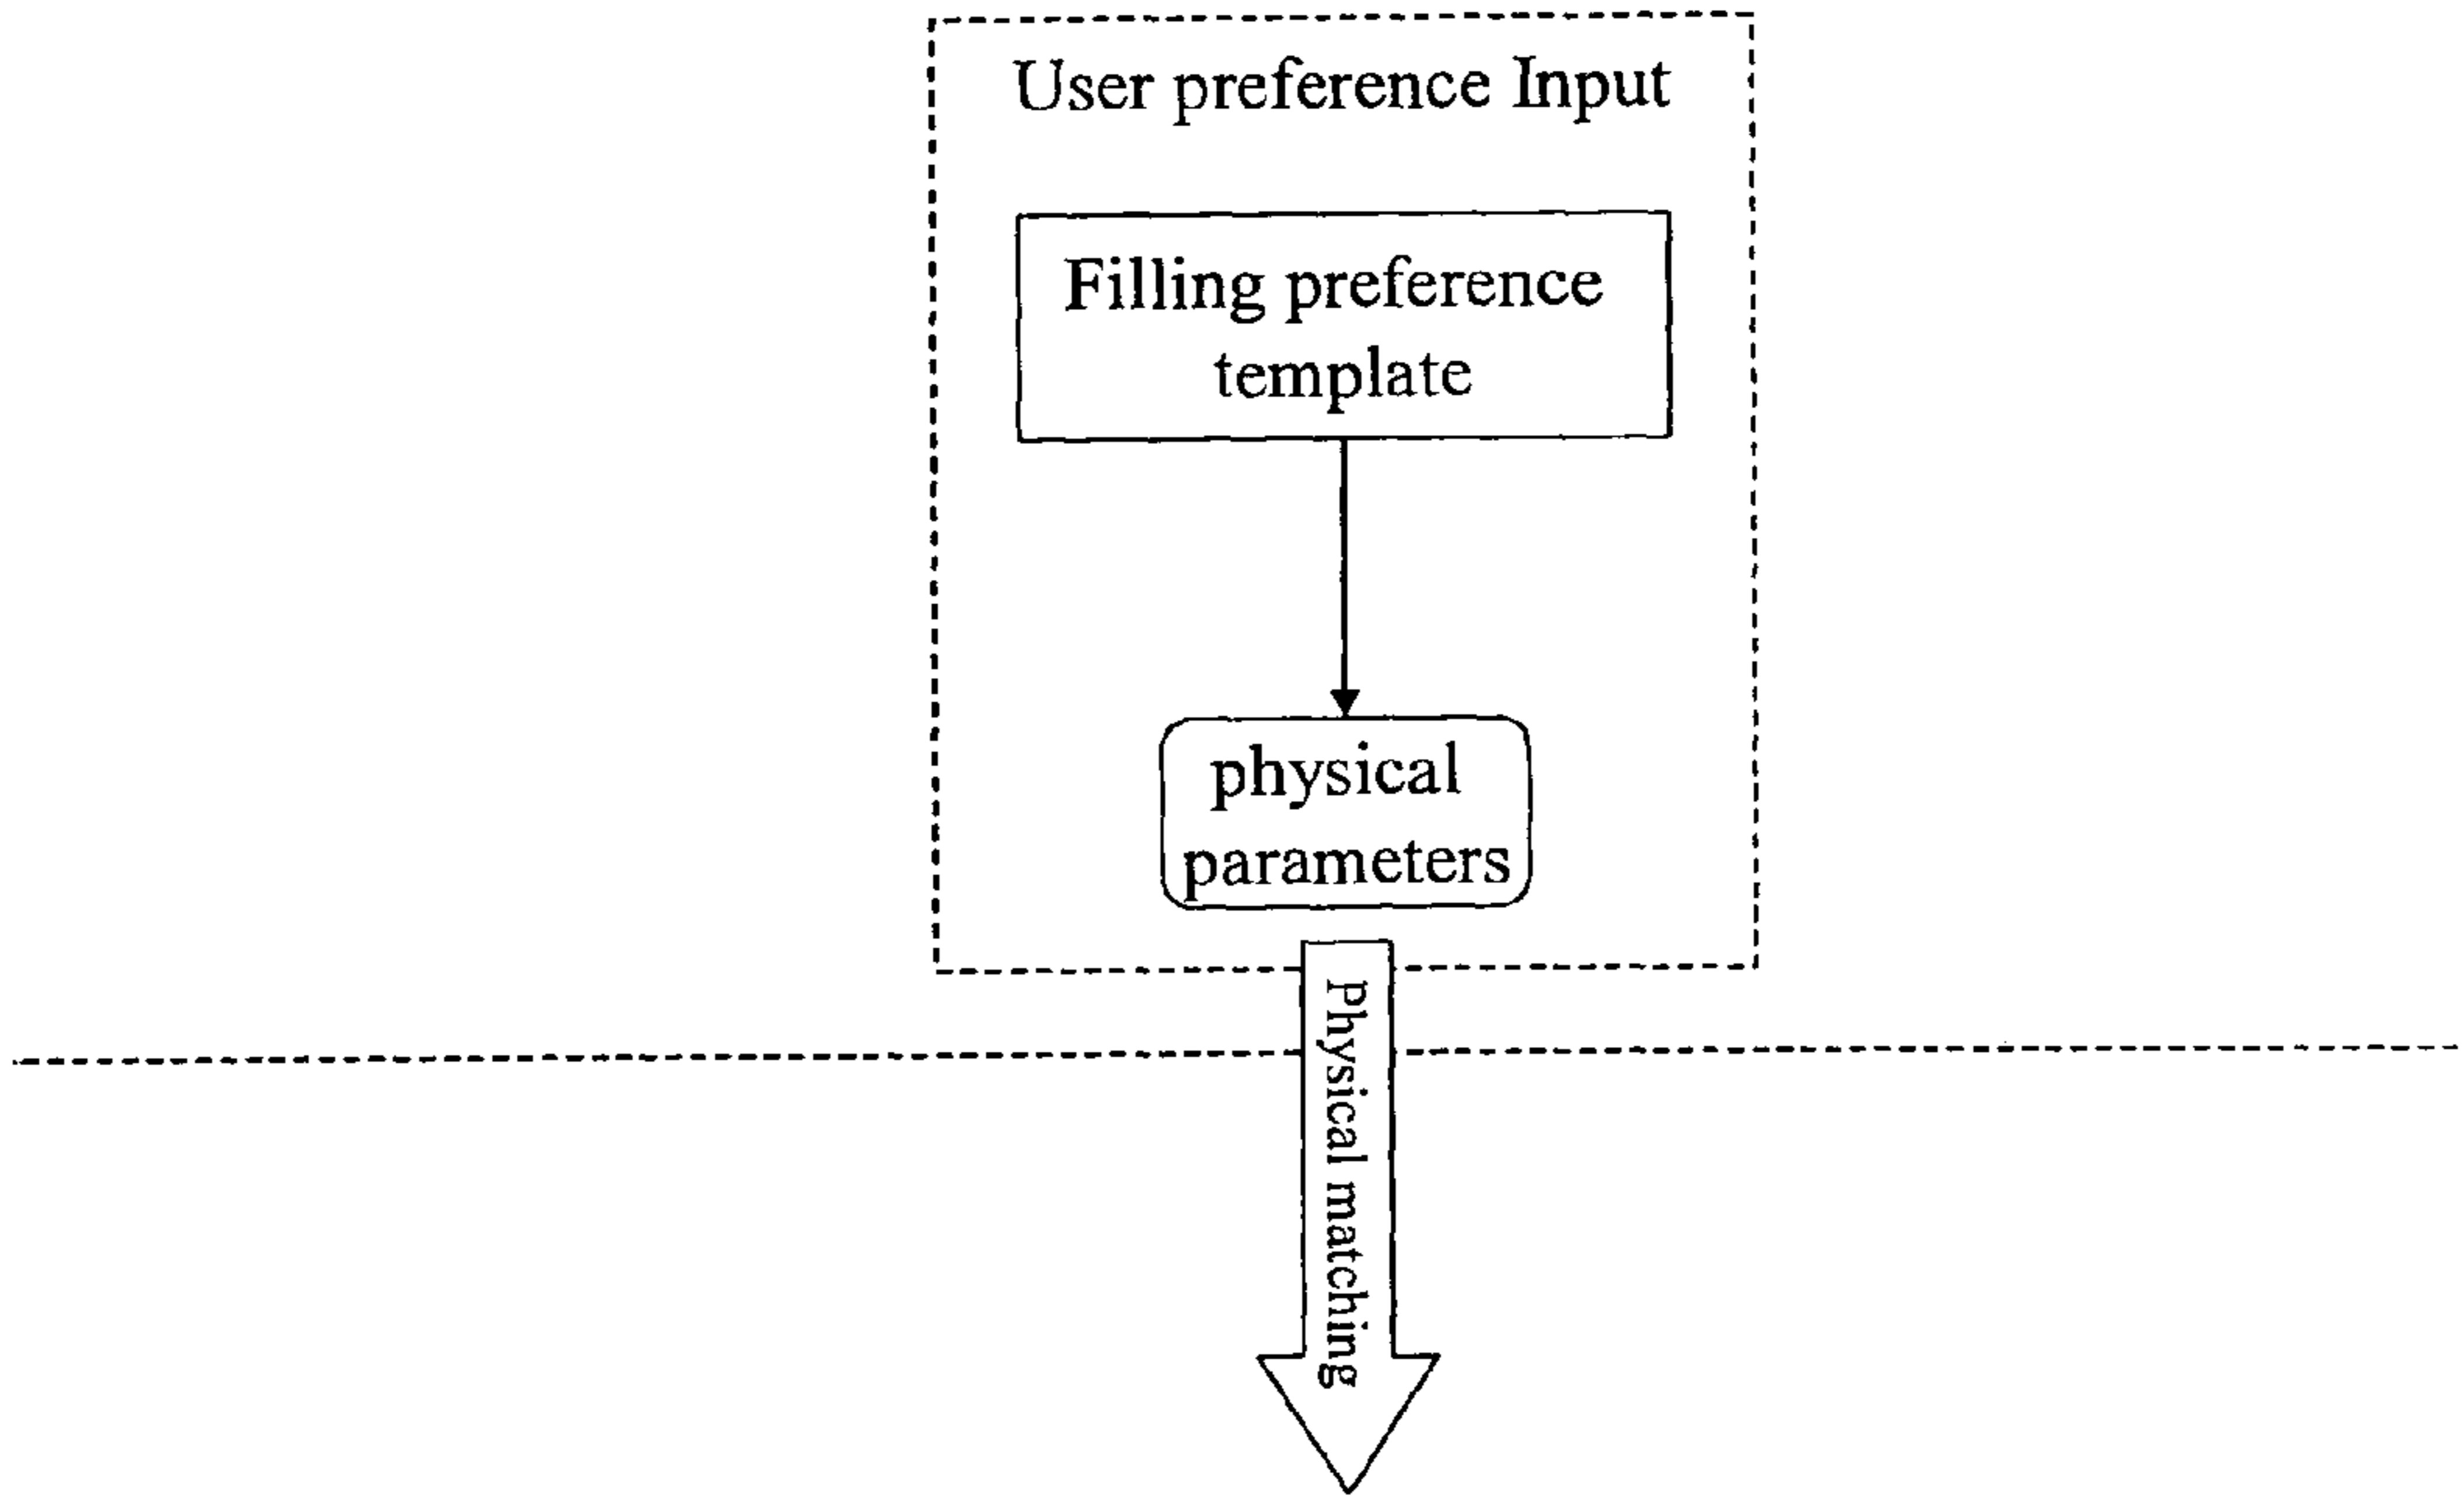 User preference Input
Filling preference
template
physical
parameters
Physical matching